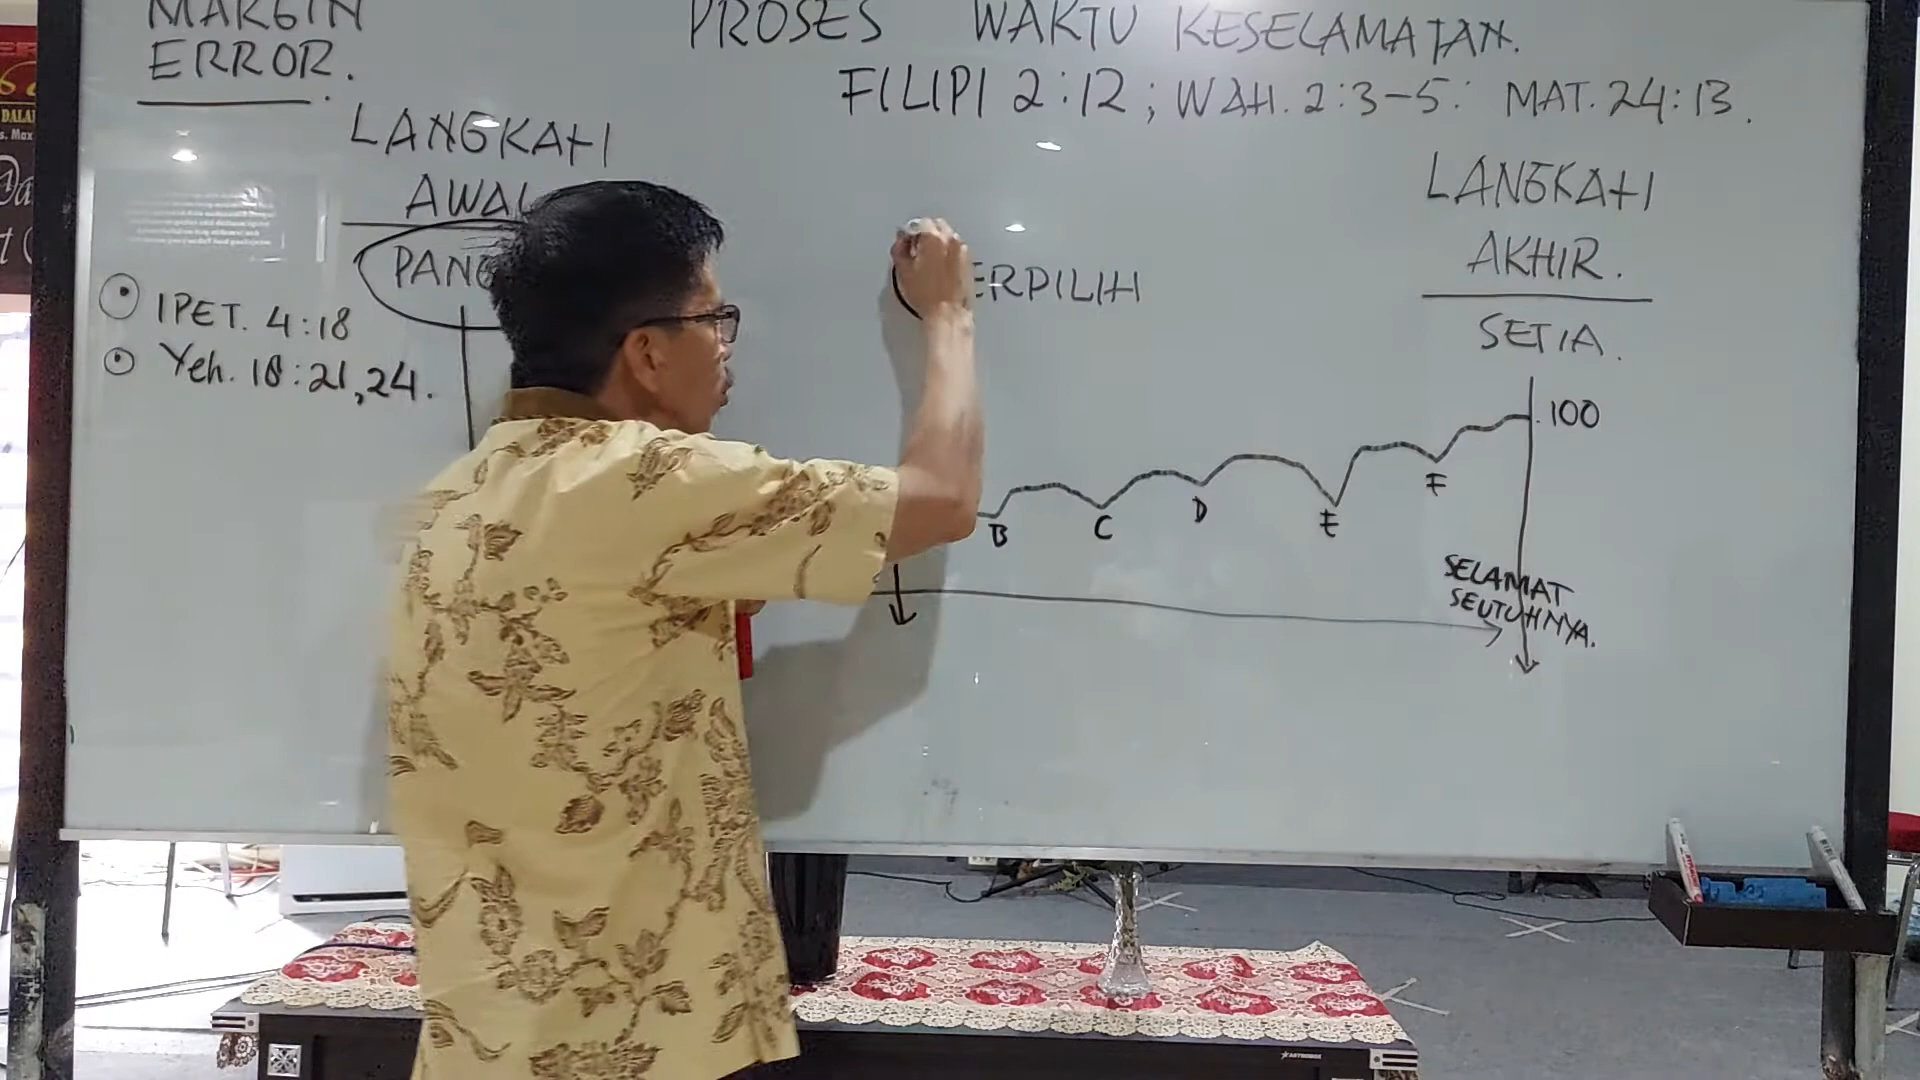 MARGIN
ERROR.
PROSES WAKTU KESELAMATAN.
FILIPI 2:12; WAH. 2:3-5: MAT. 24:13.
LANGKAH
AWAL
PANG
1 PET. 4:18
Yeh. 18:21,24.
ERPILIH
LANGKAH
AKHIR.
SETIA.
100
B C D E F
SELAMAT
SEUTUHNYA.